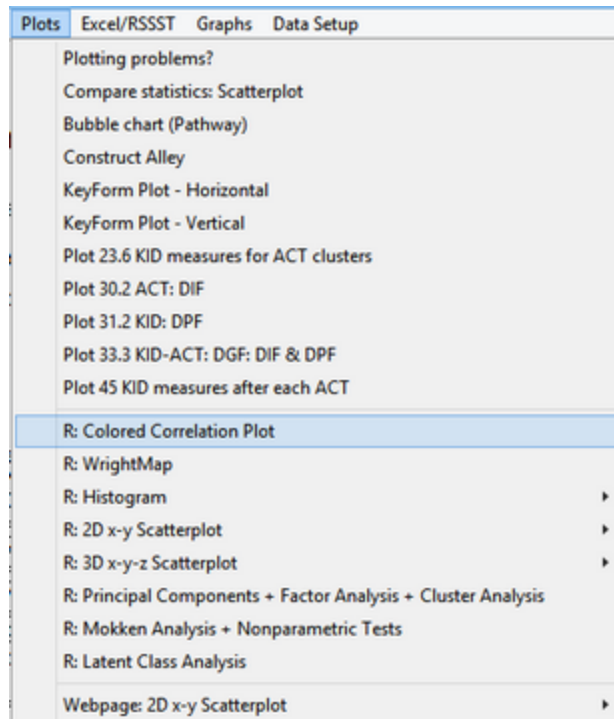 Plots Excel/RSSST Graphs Data Setup
Plotting problems?
Compare statistics: Scatterplot
Bubble chart (Pathway)
Construct Alley
KeyForm Plot - Horizontal
KeyForm Plot - Vertical
Plot 23.6 KID measures for ACT clusters
Plot 30.2 ACT: DIF
Plot 31.2 KID: DPF
Plot 33.3 KID-ACT: DGF: DIF & DPF
Plot 45 KID measures after each ACT
R: Colored Correlation Plot
R: WrightMap
R: Histogram
R: 2D x-y Scatterplot
R: 3D x-y-z Scatterplot
R: Principal Components + Factor Analysis + Cluster Analysis
R: Mokken Analysis + Nonparametric Tests
R: Latent Class Analysis
Webpage: 2D x-y Scatterplot